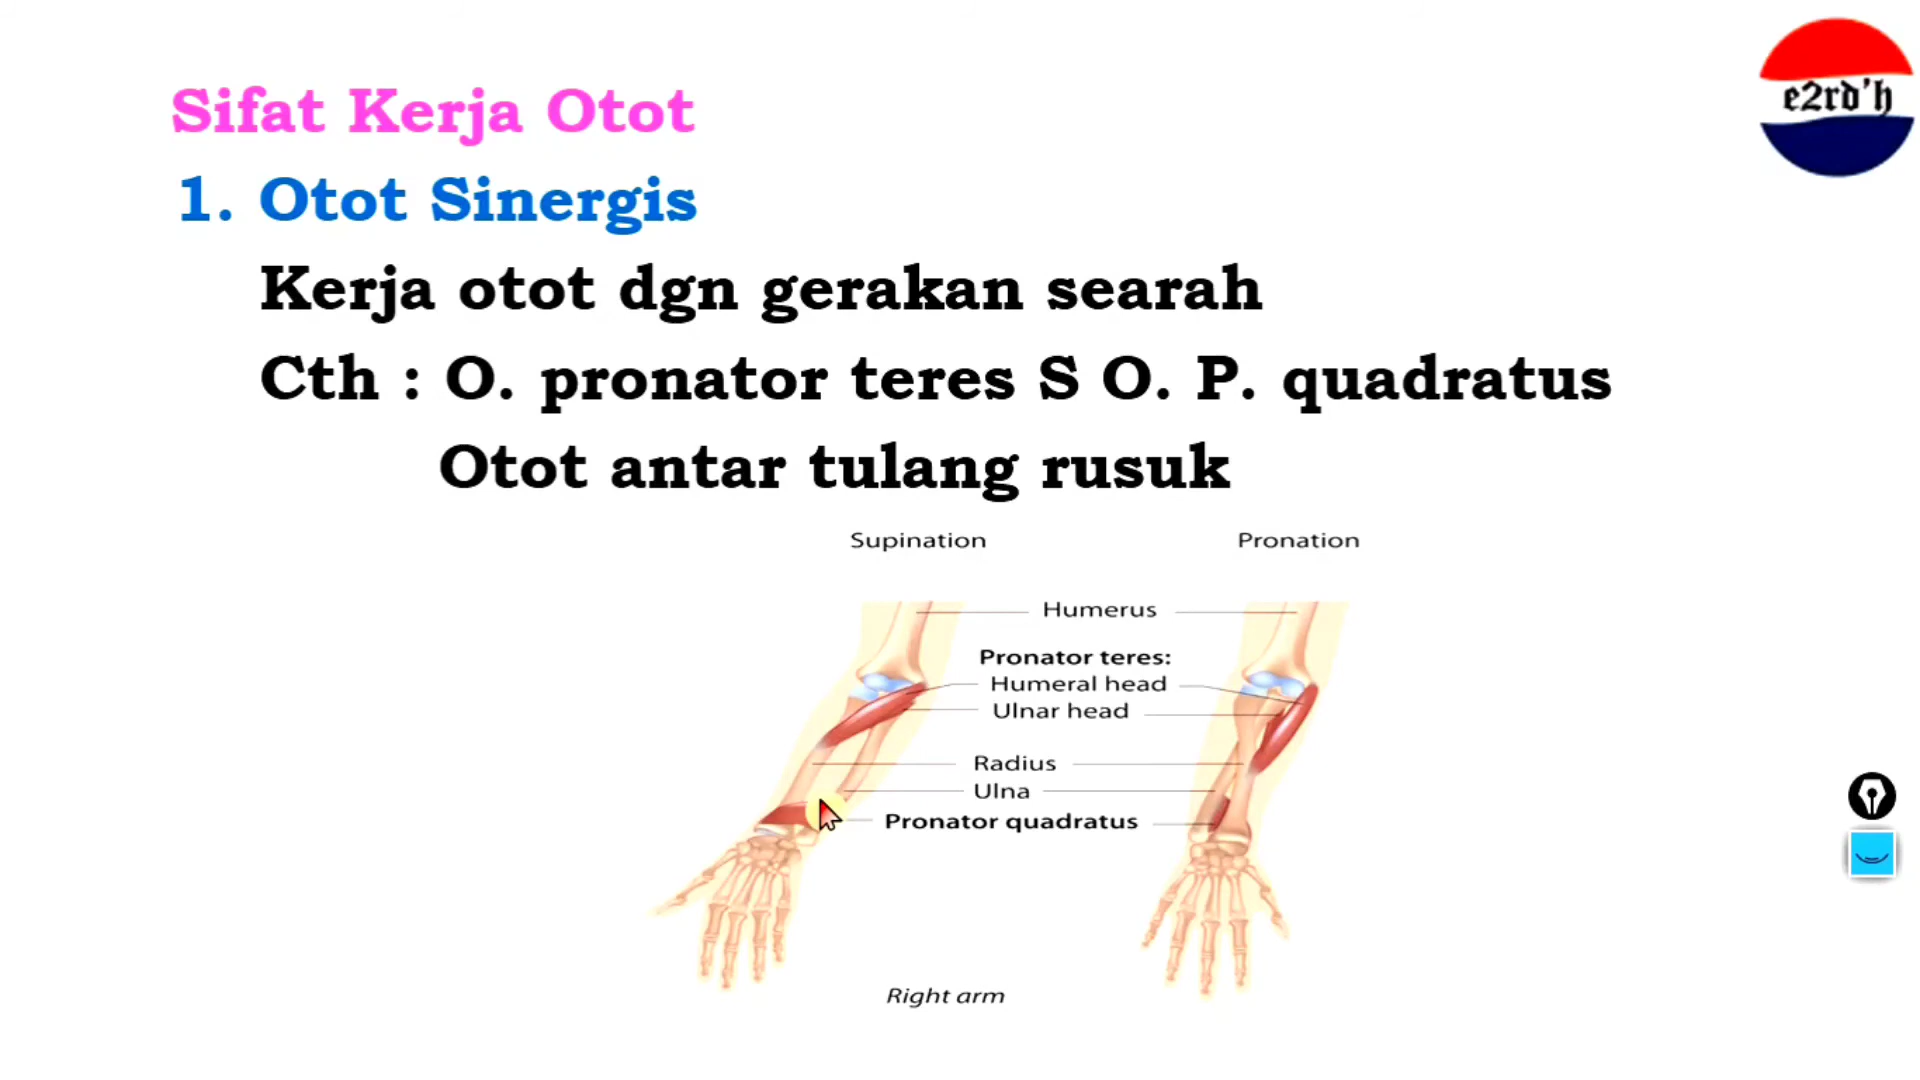 e2rd'h
Sifat Kerja Otot
1. Otot Sinergis
Kerja otot dgn gerakan searah
Cth : O. pronator teres S O. P. quadratus
Otot antar tulang rusuk
Supination
Pronation
Humerus
Pronator teres:
Humeral head
Ulnar head
Radius
Ulna
Pronator quadratus
Right arm